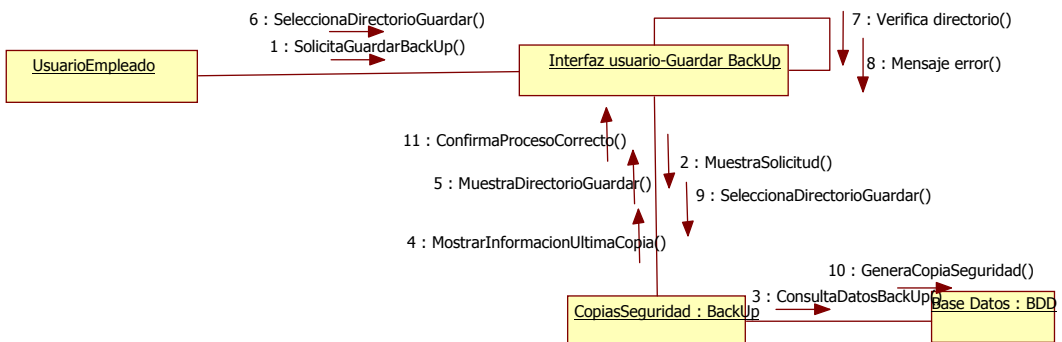 6 : SeleccionaDirectorioGuardar()
7 : Verifica directorio()
1 : SolicitaGuardarBackUp()
UsuarioEmpleado
Interfaz usuario-Guardar BackUp
8 : Mensaje error()
11 : ConfirmaProcesoCorrecto()
2 : MuestraSolicitud()
5 : MuestraDirectorioGuardar()
9 : SeleccionaDirectorioGuardar()
4 : MostrarInformacionUltimaCopia()
10 : GeneraCopiaSeguridad()
3 : ConsultaDatosBackUp()
CopiasSeguridad : BackUp
Base Datos : BDD